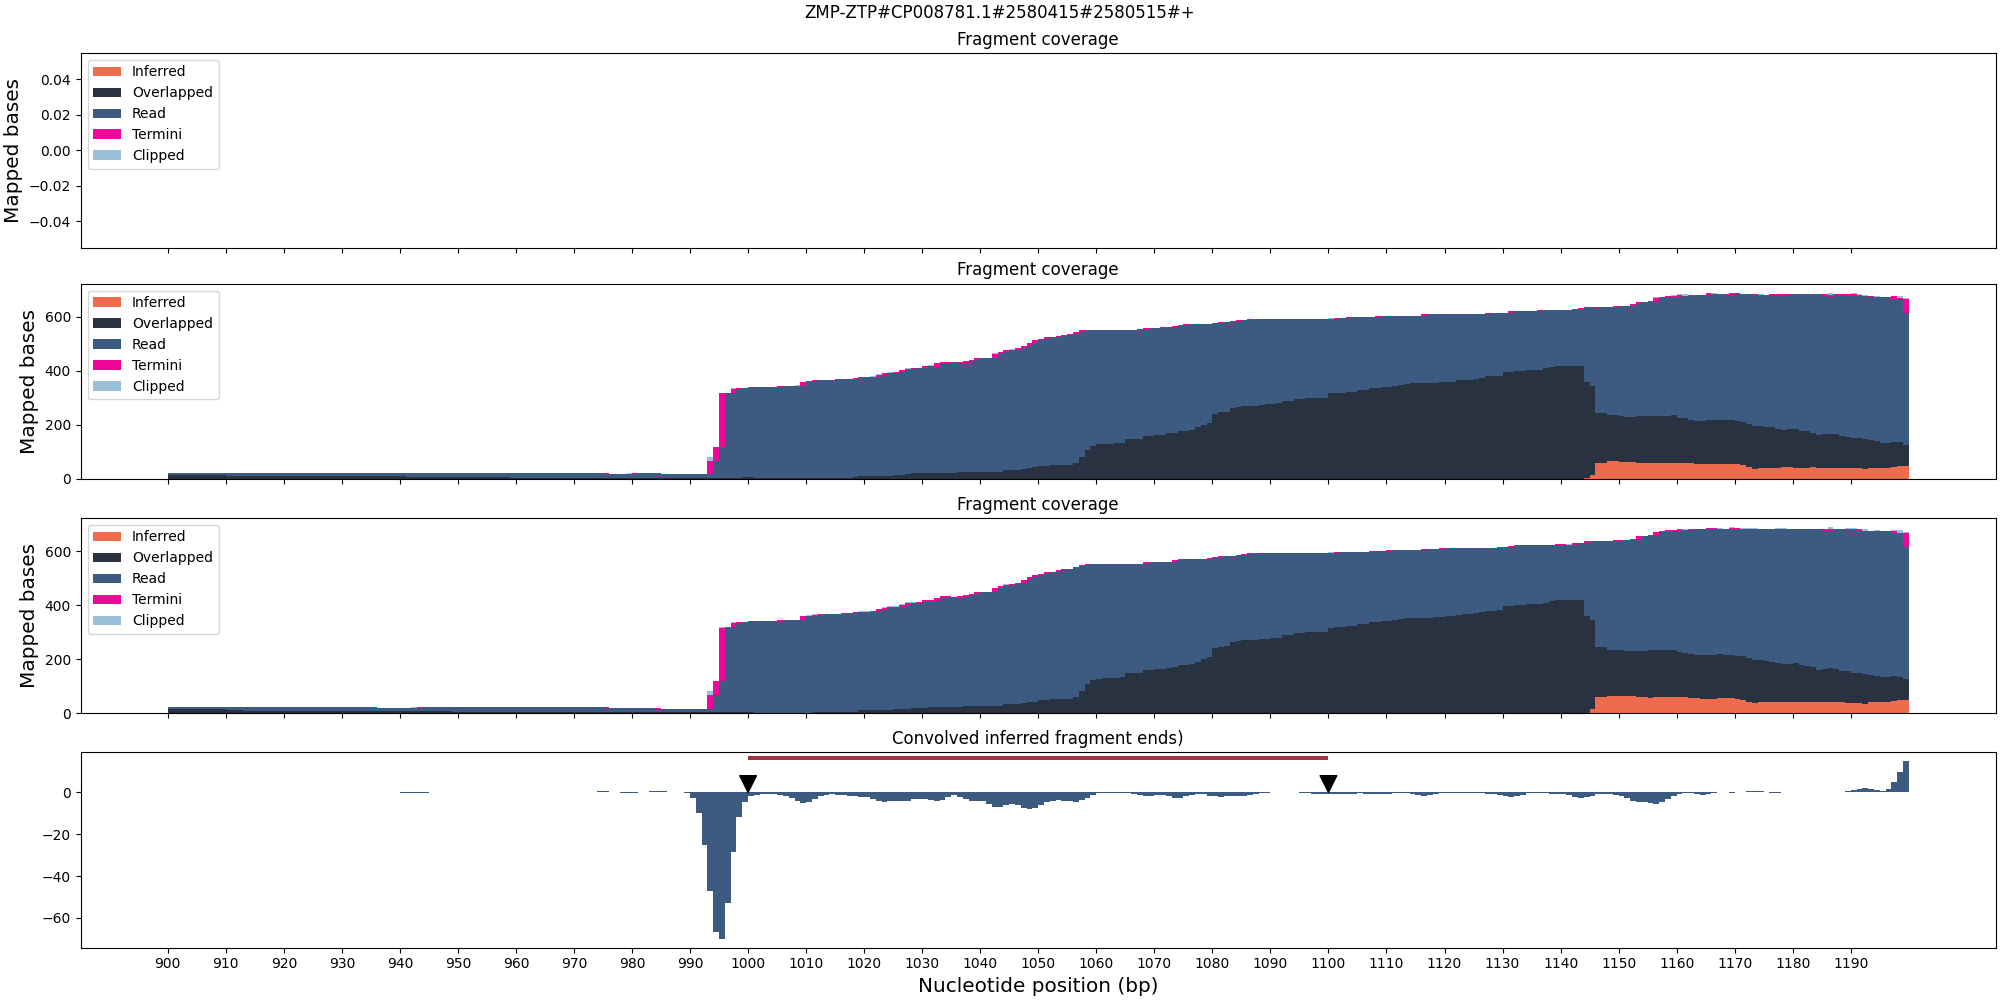 ZMP-ZTP#CP008781.1#2580415#2580515#+
Fragment coverage
Mapped bases
0.04
0.02
0.00
−0.02
−0.04
Inferred
Overlapped
Read
Termini
Clipped
Fragment coverage
Mapped bases
600
400
200
0
Inferred
Overlapped
Read
Termini
Clipped
Fragment coverage
Mapped bases
600
400
200
0
Inferred
Overlapped
Read
Termini
Clipped
Convolved inferred fragment ends)
0
−20
−40
−60
900 910 920 930 940 950 960 970 980 990 1000 1010 1020 1030 1040 1050 1060 1070 1080 1090 1100 1110 1120 1130 1140 1150 1160 1170 1180 1190
Nucleotide position (bp)